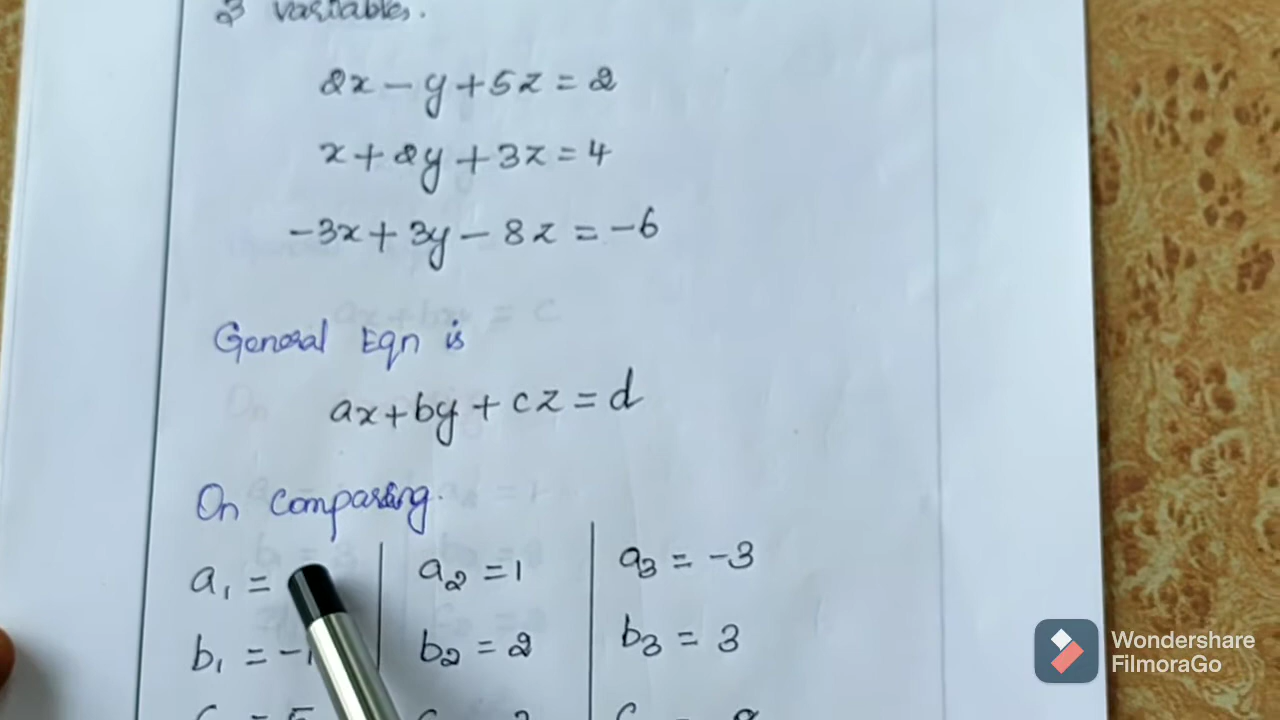 3 variables.
2x - y + 5z = 2
x + 2y + 3z = 4
-3x + 3y - 8z = -6
General Eqn is
ax + by + cz = d
On comparing.
a₁ = a₂ = 1 a₃ = -3
b₁ = -1 b₂ = 2 b₃ = 3
Wondershare
FilmoraGo